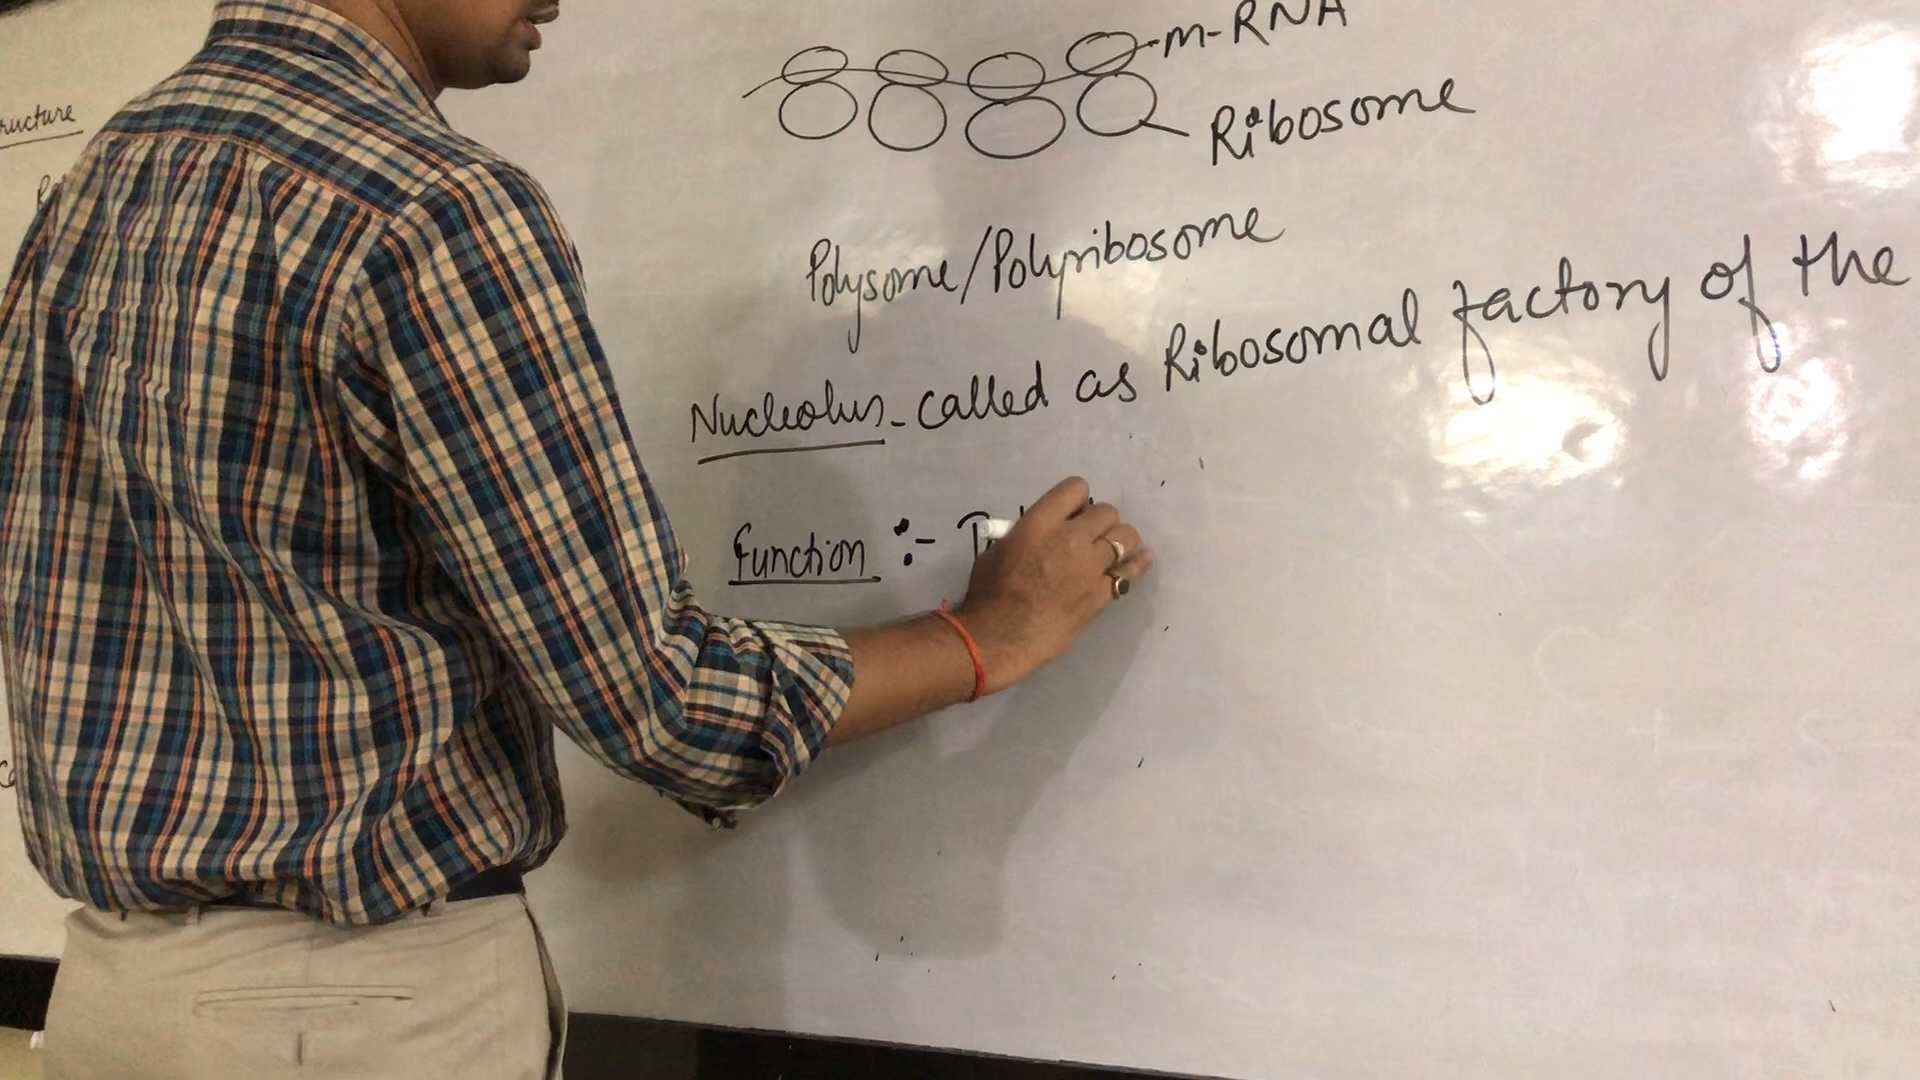 m-RNA
Ribosome
Polysome/Polyribosome
Nucleolus - called as Ribosomal factory of the
Function :-